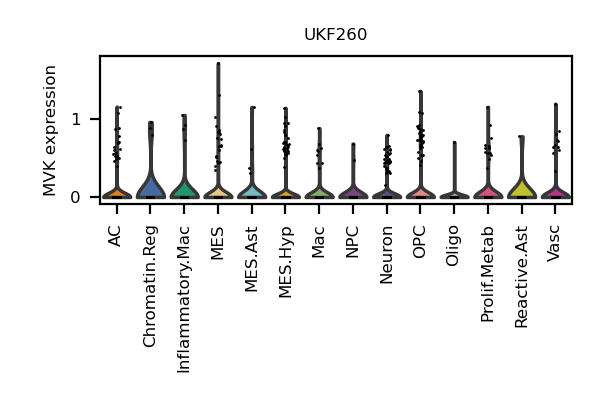 UKF260
MVK expression
1
0
AC
Chromatin.Reg
Inflammatory.Mac
MES
MES.Ast
MES.Hyp
Mac
NPC
Neuron
OPC
Oligo
Prolif.Metab
Reactive.Ast
Vasc